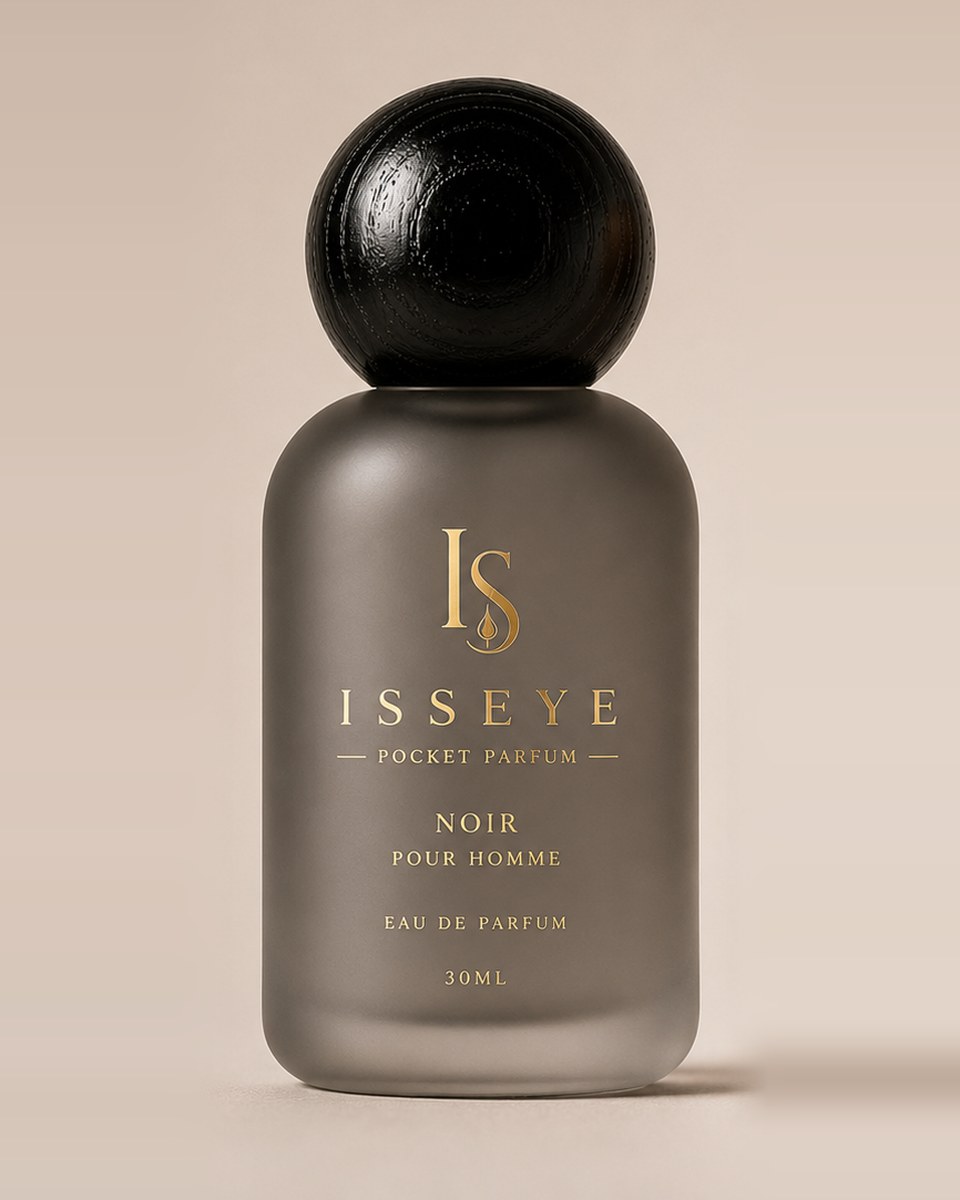 IS
ISSEYE
POCKET PARFUM
NOIR
POUR HOMME
EAU DE PARFUM
30ML